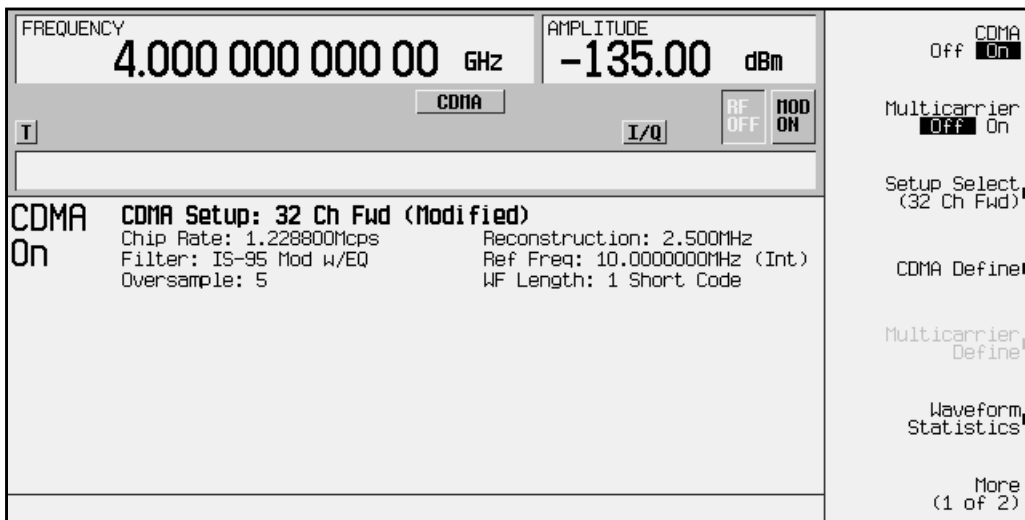 FREQUENCY
4.000 000 000 00 GHz
AMPLITUDE
-135.00 dBm
CDMA
T
I/Q
RF OFF
MOD ON
CDMA On
CDMA Setup: 32 Ch Fwd (Modified)
Chip Rate: 1.228800Mcps
Reconstruction: 2.500MHz
Filter: IS-95 Mod w/EQ
Ref Freq: 10.0000000MHz (Int)
Oversample: 5
WF Length: 1 Short Code
CDMA
Off On
Multicarrier
Off On
Setup Select
(32 Ch Fwd)
CDMA Define
Multicarrier
Define
Waveform
Statistics
More
(1 of 2)